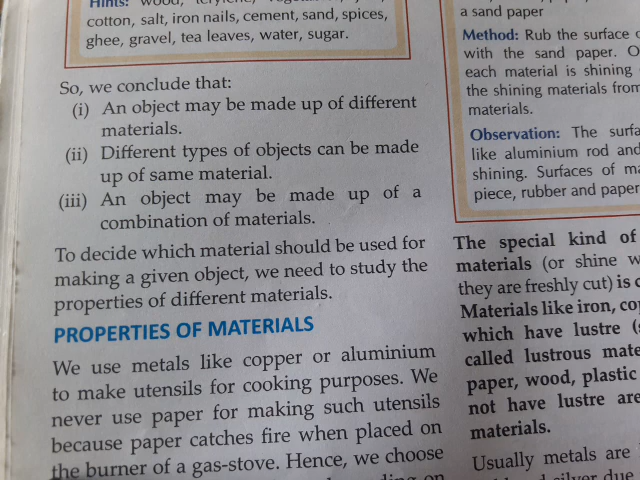 Hints: wood, terylene,
cotton, salt, iron nails, cement, sand, spices,
ghee, gravel, tea leaves, water, sugar.
So, we conclude that:
(i) An object may be made up of different
materials.
(ii) Different types of objects can be made
up of same material.
(iii) An object may be made up of a
combination of materials.
To decide which material should be used for
making a given object, we need to study the
properties of different materials.
PROPERTIES OF MATERIALS
We use metals like copper or aluminium
to make utensils for cooking purposes. We
never use paper for making such utensils
because paper catches fire when placed on
the burner of a gas-stove. Hence, we choose
on
a sand paper
Method: Rub the surface
with the sand paper.
each material is shining
the shining materials from
materials.
Observation: The
like aluminium rod and
shining. Surfaces of
piece, rubber and paper
The special kind of
materials (or shine
they are freshly cut) is
Materials like iron,
which have lustre
called lustrous
paper, wood, plastic
not have lustre are
materials.
Usually metals are
silver due